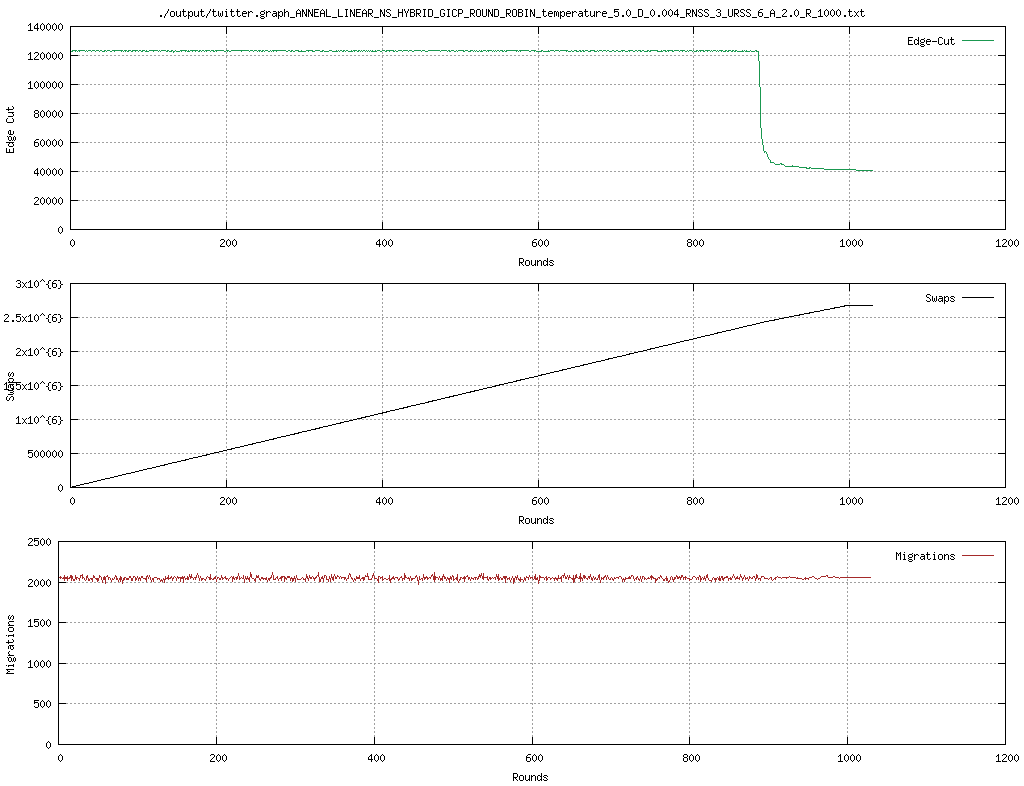 ./output/twitter.graph_ANNEAL_LINEAR_NS_HYBRID_GICP_ROUND_ROBIN_temperature_5.0_D_0.004_RNSS_3_URSS_6_A_2.0_R_1000.txt
140000
120000
100000
80000
60000
40000
20000
0
Edge Cut
Edge-Cut
0 200 400 600 800 1000 1200
Rounds
3x10^{6}
2.5x10^{6}
2x10^{6}
1.5x10^{6}
1x10^{6}
500000
0
Swaps
Swaps
0 200 400 600 800 1000 1200
Rounds
2500
2000
1500
1000
500
0
Migrations
Migrations
0 200 400 600 800 1000 1200
Rounds